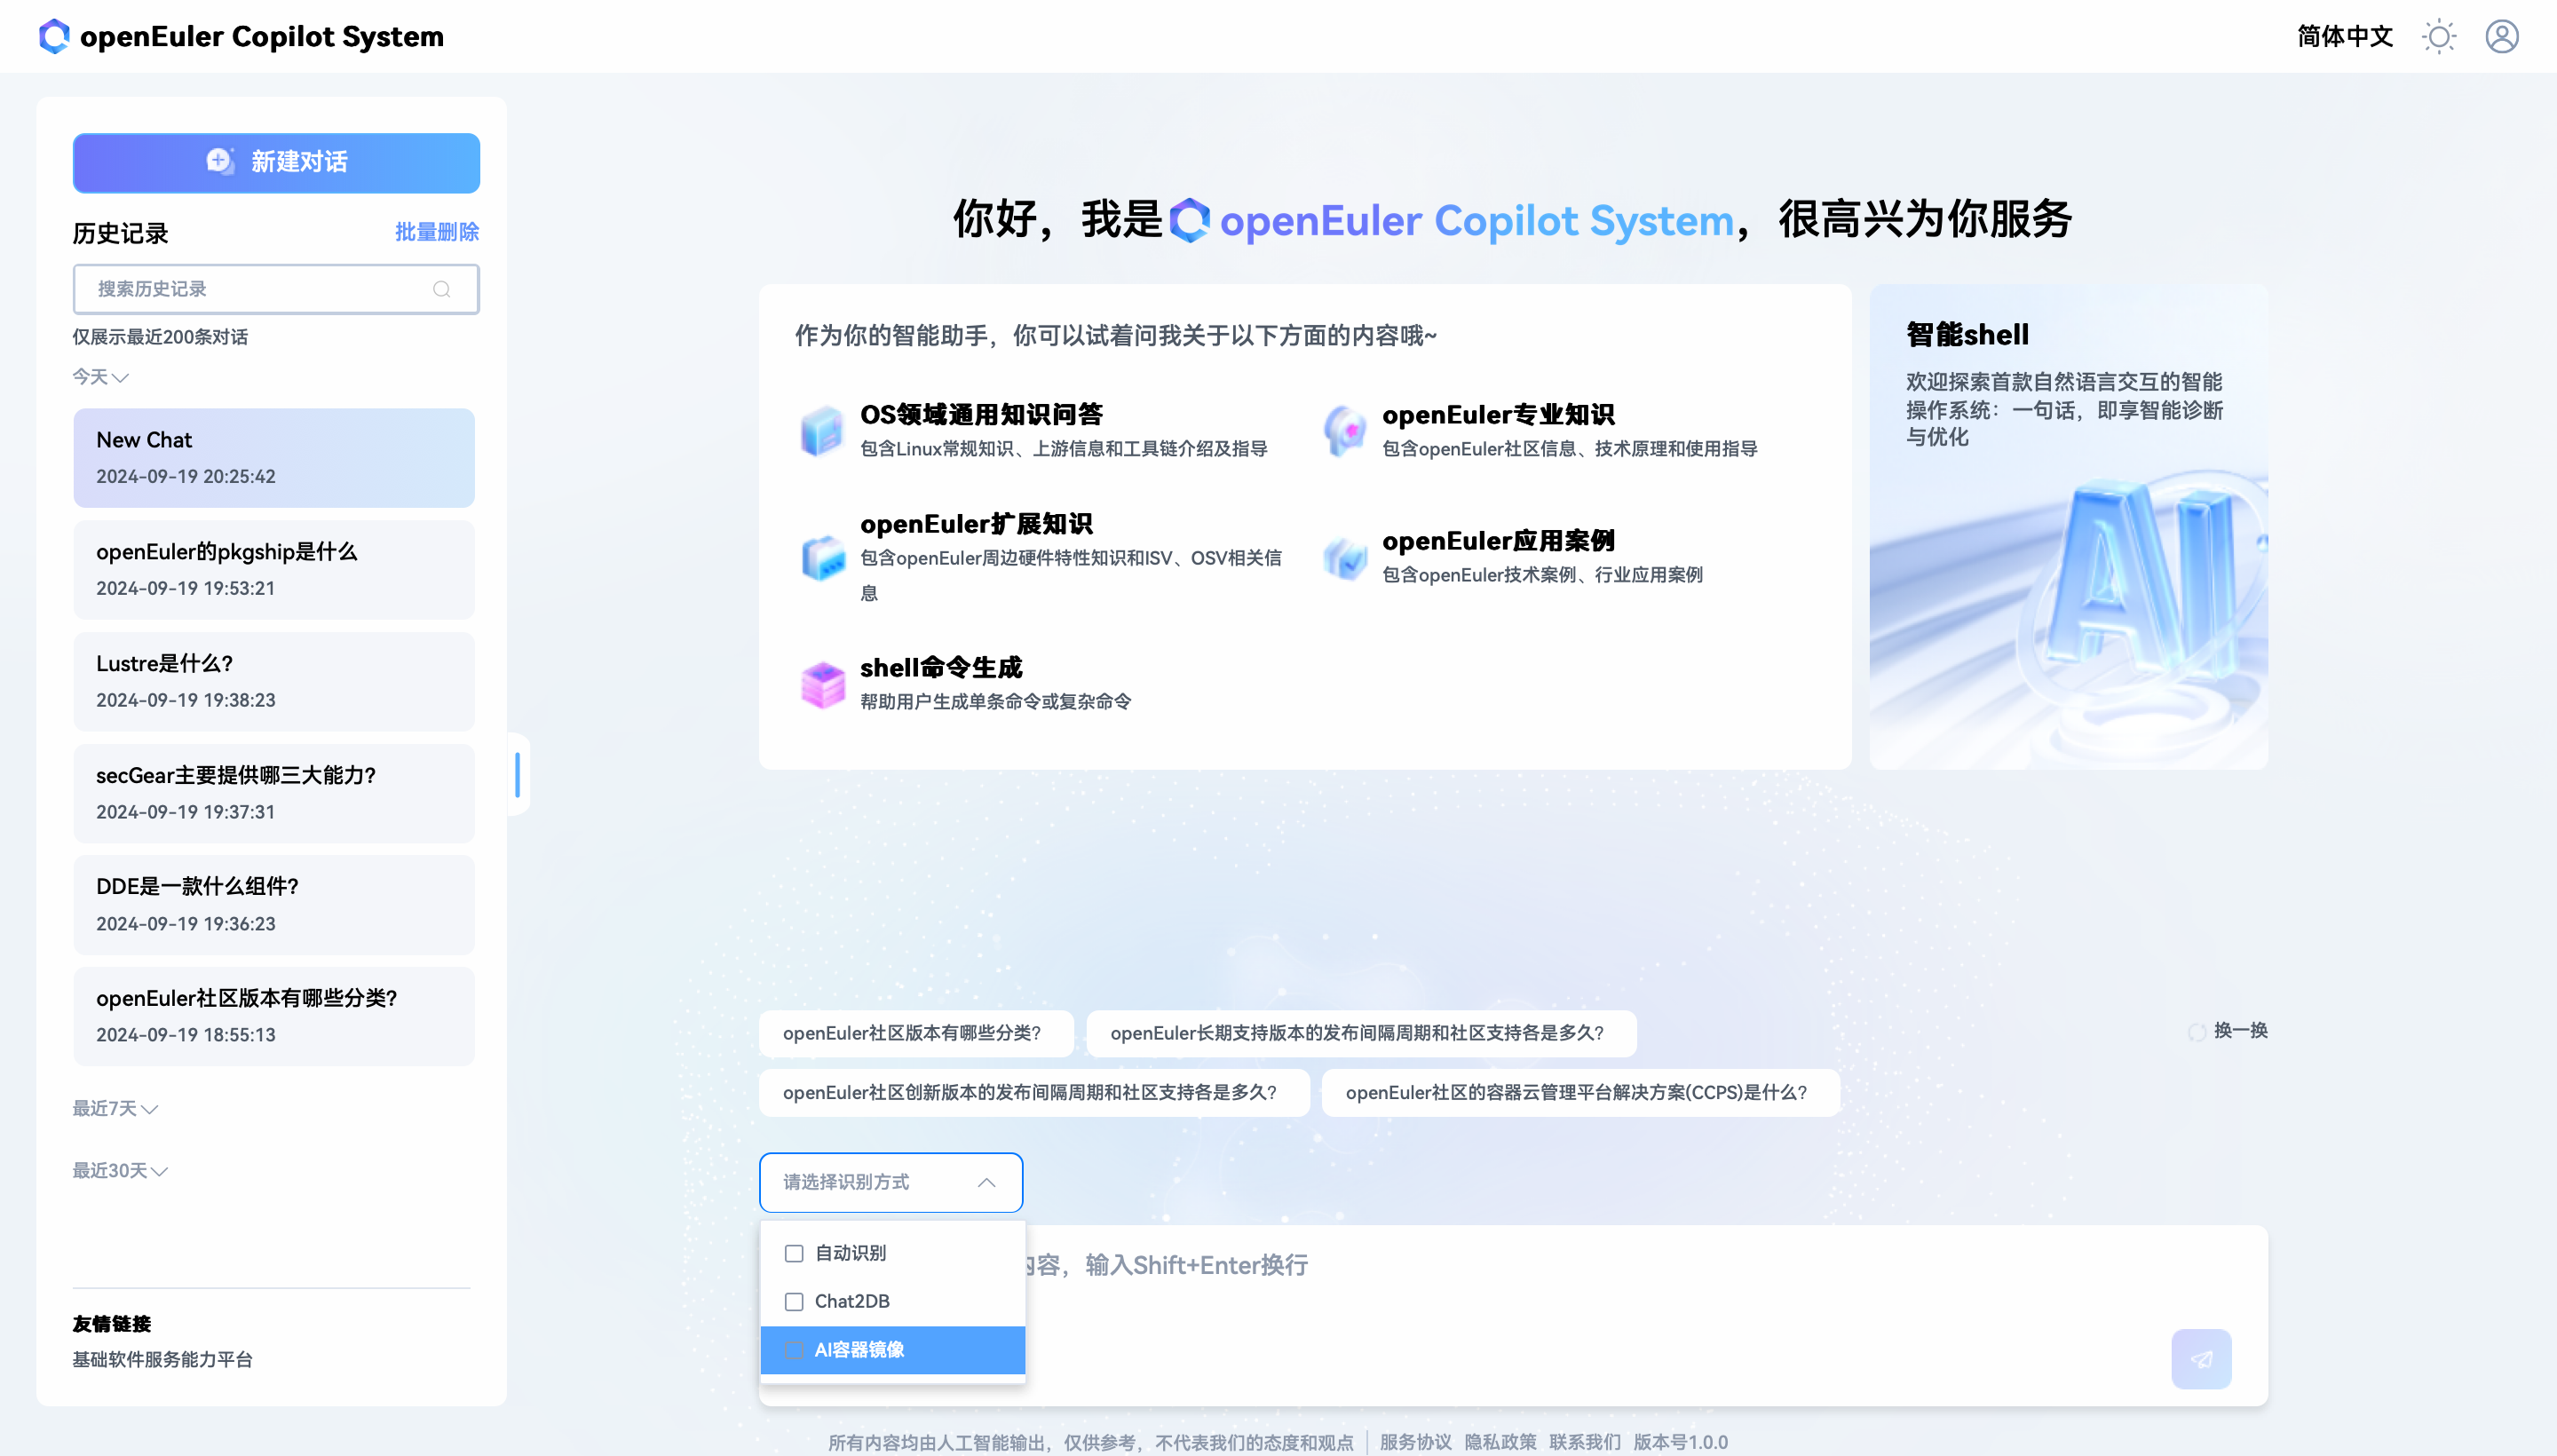 openEuler Copilot System
简体中文
新建对话
历史记录
批量删除
搜索历史记录
仅展示最近200条对话
今天
New Chat
2024-09-19 20:25:42
openEuler的pkgship是什么
2024-09-19 19:53:21
Lustre是什么?
2024-09-19 19:38:23
secGear主要提供哪三大能力?
2024-09-19 19:37:31
DDE是一款什么组件?
2024-09-19 19:36:23
openEuler社区版本有哪些分类?
2024-09-19 18:55:13
最近7天
最近30天
友情链接
基础软件服务能力平台
你好，我是 openEuler Copilot System，很高兴为你服务
作为你的智能助手，你可以试着问我关于以下方面的内容哦~
OS领域通用知识问答
包含Linux常规知识、上游信息和工具链介绍及指导
openEuler专业知识
包含openEuler社区信息、技术原理和使用指导
openEuler扩展知识
包含openEuler周边硬件特性知识和ISV、OSV相关信
息
openEuler应用案例
包含openEuler技术案例、行业应用案例
shell命令生成
帮助用户生成单条命令或复杂命令
智能shell
欢迎探索首款自然语言交互的智能
操作系统：一句话，即享智能诊断
与优化
AI
openEuler社区版本有哪些分类?
openEuler长期支持版本的发布间隔周期和社区支持各是多久?
换一换
openEuler社区创新版本的发布间隔周期和社区支持各是多久?
openEuler社区的容器云管理平台解决方案(CCPS)是什么?
请选择识别方式
自动识别
Chat2DB
AI容器镜像
容，输入Shift+Enter换行
所有内容均由人工智能输出，仅供参考，不代表我们的态度和观点
服务协议 隐私政策 联系我们 版本号1.0.0